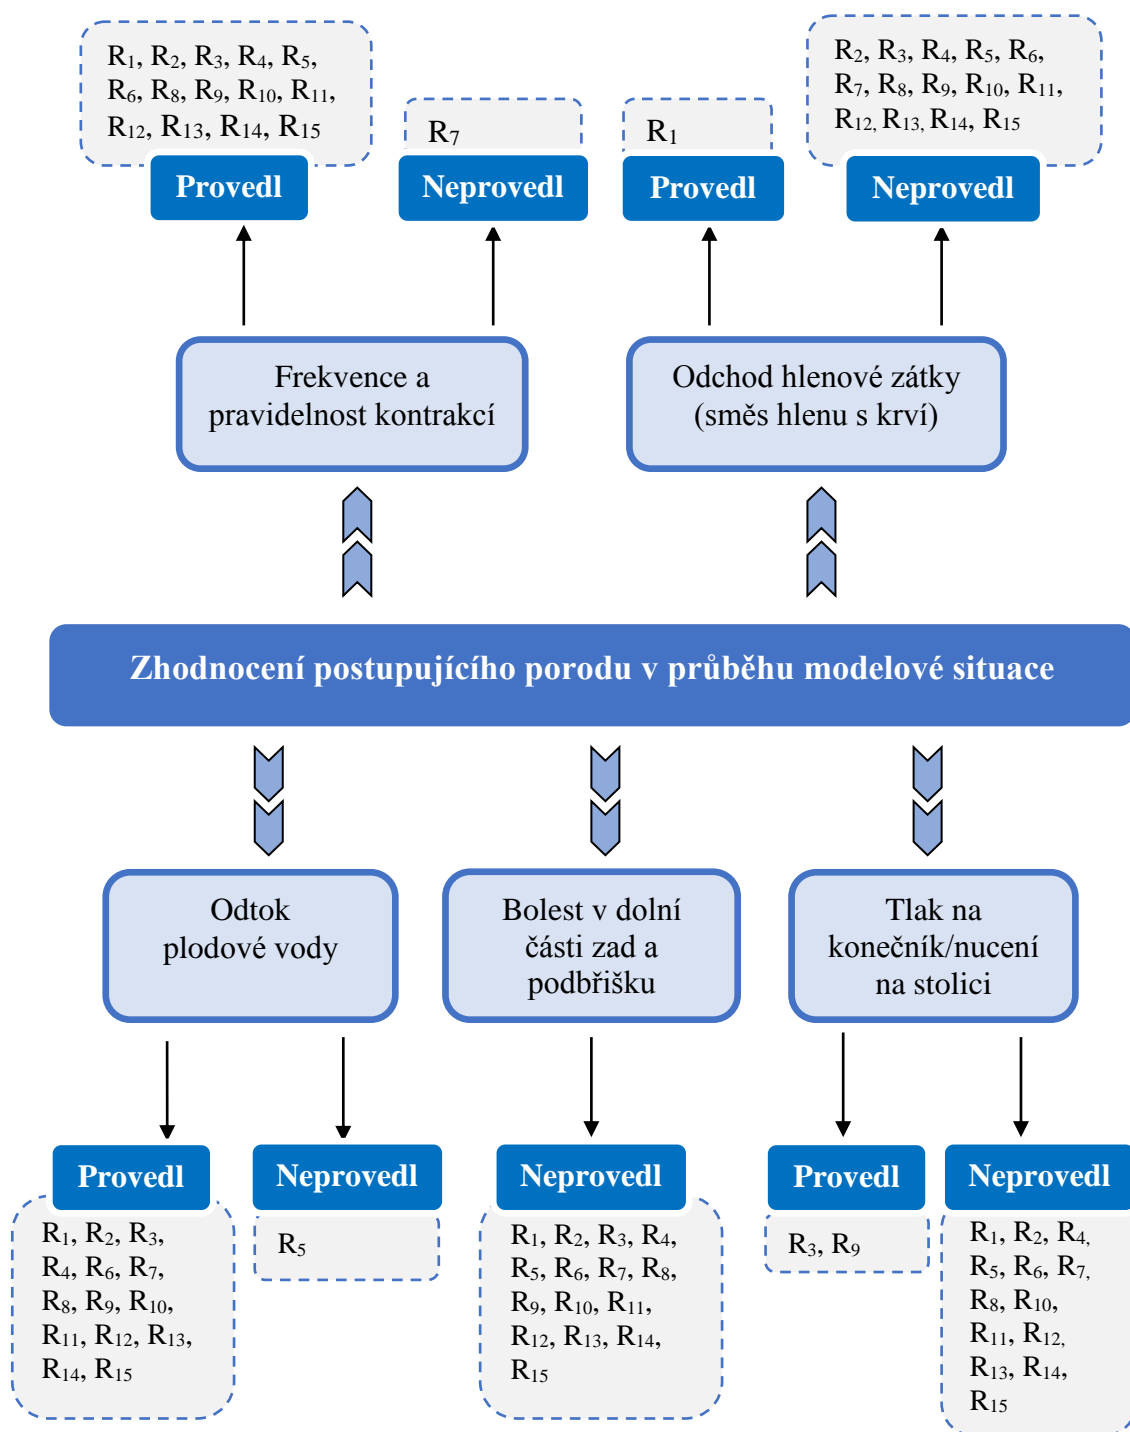 R₁, R₂, R₃, R₄, R₅,
R₆, R₈, R₉, R₁₀, R₁₁,
R₁₂, R₁₃, R₁₄, R₁₅
Provedl
R₇
Neprovedl
R₁
Provedl
R₂, R₃, R₄, R₅, R₆,
R₇, R₈, R₉, R₁₀, R₁₁,
R₁₂, R₁₃, R₁₄, R₁₅
Neprovedl
Frekvence a
pravidelnost kontrakcí
Odchod hlenové zátky
(směs hlenu s krví)
Zhodnocení postupujícího porodu v průběhu modelové situace
Odtok
plodové vody
Bolest v dolní
části zad a
podbřišku
Tlak na
konečník/nucení
na stolici
Provedl
R₁, R₂, R₃,
R₄, R₆, R₇,
R₈, R₉, R₁₀,
R₁₁, R₁₂, R₁₃,
R₁₄, R₁₅
Neprovedl
R₅
Neprovedl
R₁, R₂, R₃, R₄,
R₅, R₆, R₇, R₈,
R₉, R₁₀, R₁₁,
R₁₂, R₁₃, R₁₄,
R₁₅
Provedl
R₃, R₉
Neprovedl
R₁, R₂, R₄,
R₅, R₆, R₇,
R₈, R₁₀,
R₁₁, R₁₂,
R₁₃, R₁₄,
R₁₅